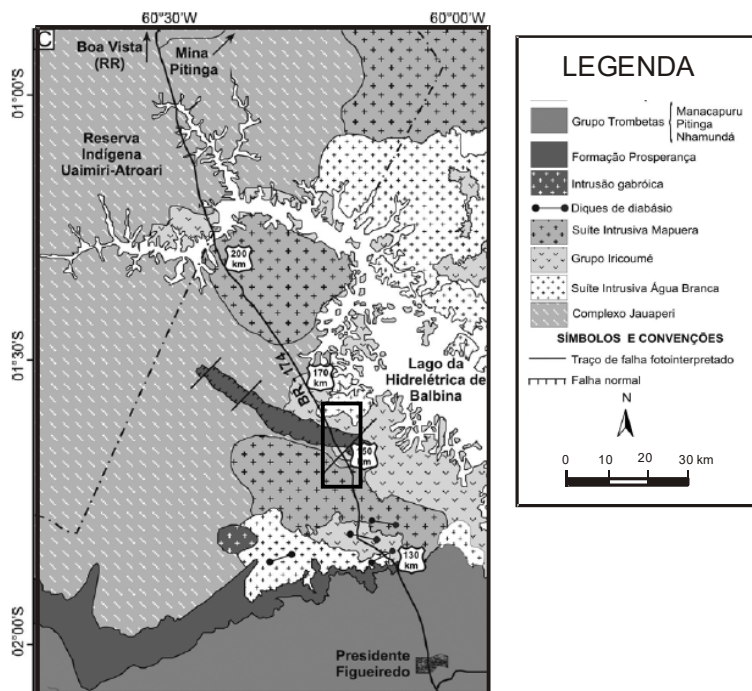 60°30'W
60°00'W
C
Boa Vista
(RR)
Mina
Pitinga
01°00'S
Reserva
Indígena
Uaimiri-Atroari
200
km
01°30'S
170
km
BR 174
Lago da
Hidrelétrica de
Balbina
km
130
km
02°00'S
Presidente
Figueiredo
LEGENDA
Grupo Trombetas
Manacapuru
Pitinga
Nhamundá
Formação Prosperança
Intrusão gabróica
Diques de diabásio
Suíte Intrusiva Mapuera
Grupo Iricoumé
Suíte Intrusiva Água Branca
Complexo Jauaperi
SÍMBOLOS E CONVENÇÕES
Traço de falha fotointerpretado
Falha normal
N
0 10 20 30 km